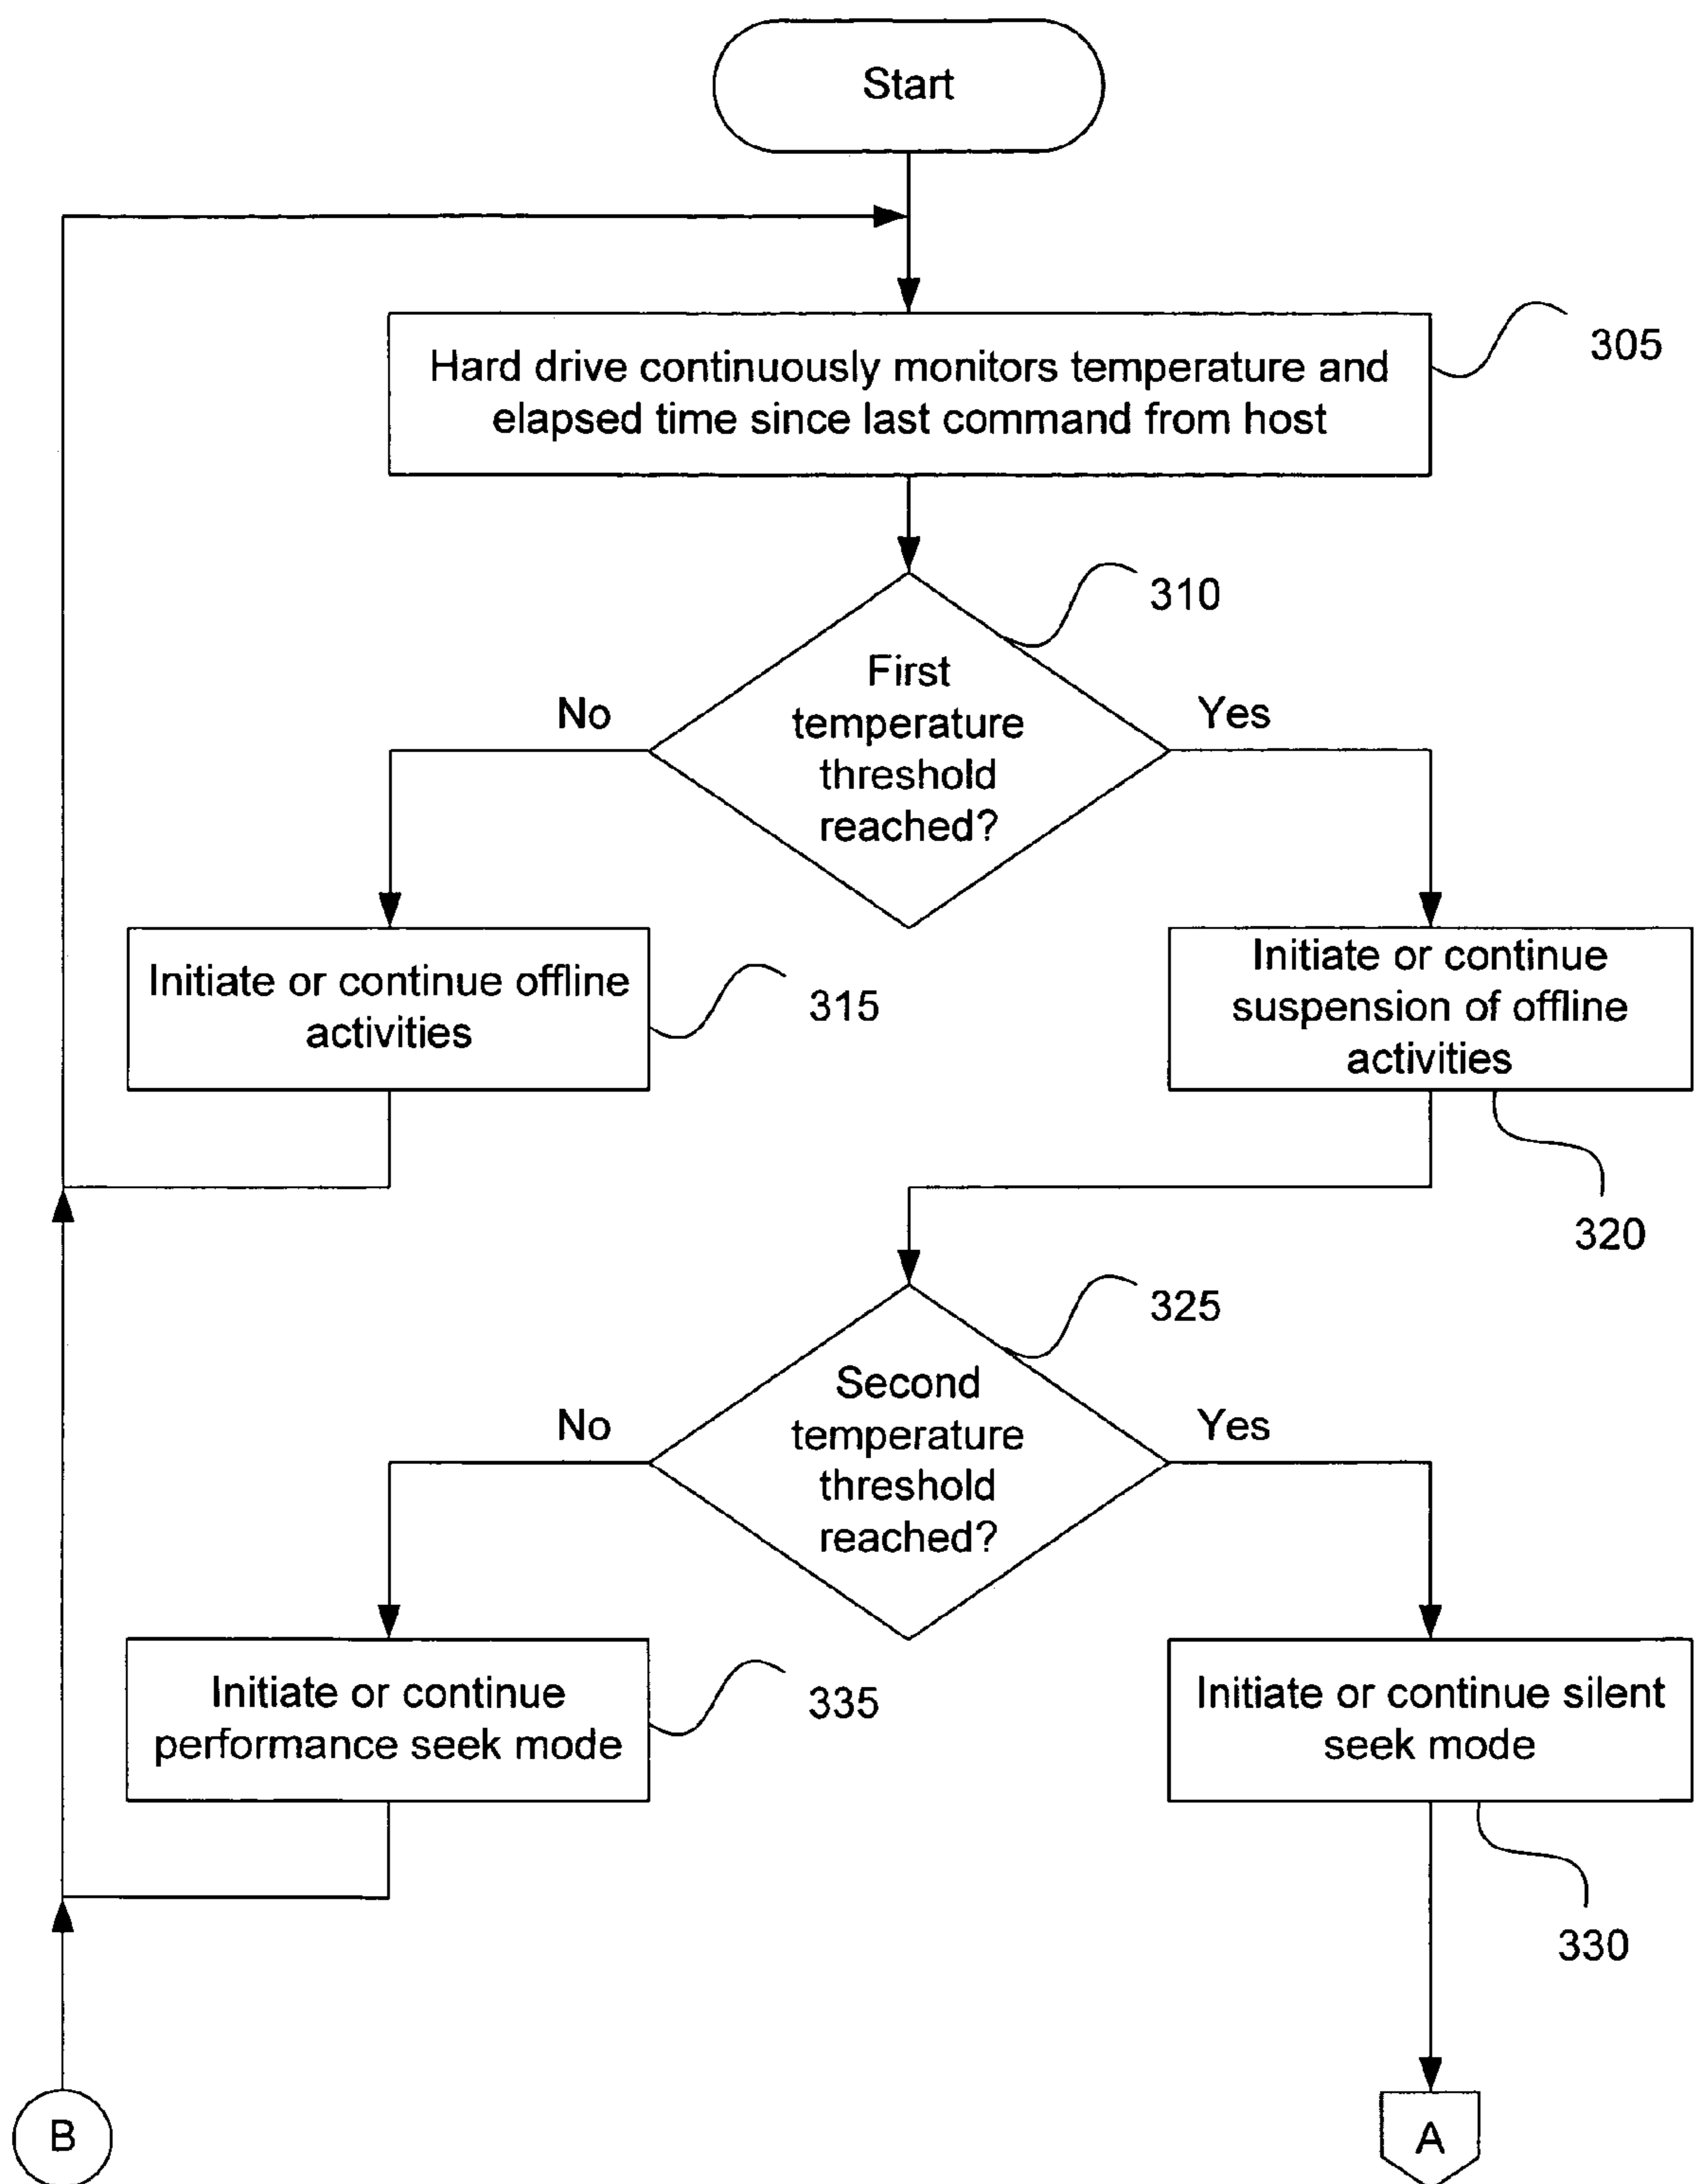 Start
Hard drive continuously monitors temperature and
elapsed time since last command from host
305
310
First
temperature
threshold
reached?
No
Yes
Initiate or continue offline
activities
315
Initiate or continue
suspension of offline
activities
320
325
Second
temperature
threshold
reached?
No
Yes
Initiate or continue
performance seek mode
335
Initiate or continue silent
seek mode
330
B
A